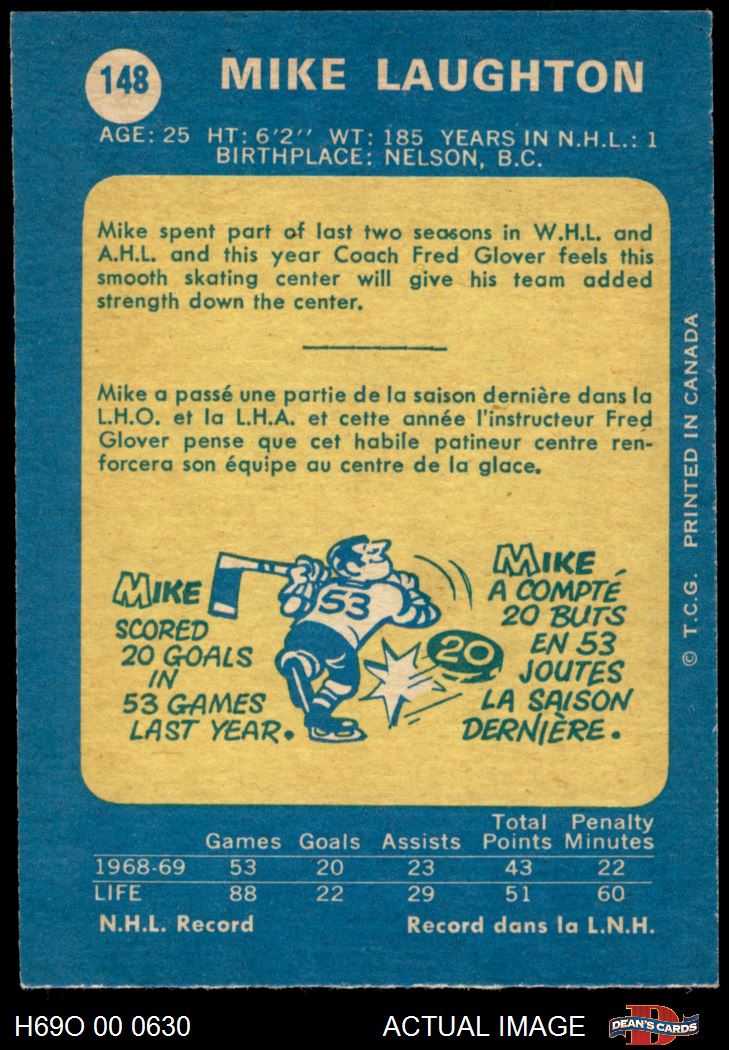 148
MIKE LAUGHTON
AGE: 25 HT: 6'2'' WT: 185 YEARS IN N.H.L.: 1
BIRTHPLACE: NELSON, B.C.
Mike spent part of last two seasons in W.H.L. and
A.H.L. and this year Coach Fred Glover feels this
smooth skating center will give his team added
strength down the center.
Mike a passé une partie de la saison dernière dans la
L.H.O. et la L.H.A. et cette année l'instructeur Fred
Glover pense que cet habile patineur centre ren-
forcera son équipe au centre de la glace.
MIKE
SCORED
20 GOALS
IN
53 GAMES
LAST YEAR.
53
20
MIKE
A COMPTÉ
20 BUTS
EN 53
JOUTES
LA SAISON
DERNIÈRE.
© T.C.G. PRINTED IN CANADA
Games Goals Assists Total Points Penalty Minutes
1968-69 53 20 23 43 22
LIFE 88 22 29 51 60
N.H.L. Record Record dans la L.N.H.
H69O 00 0630 ACTUAL IMAGE
D
DEAN'S CARDS